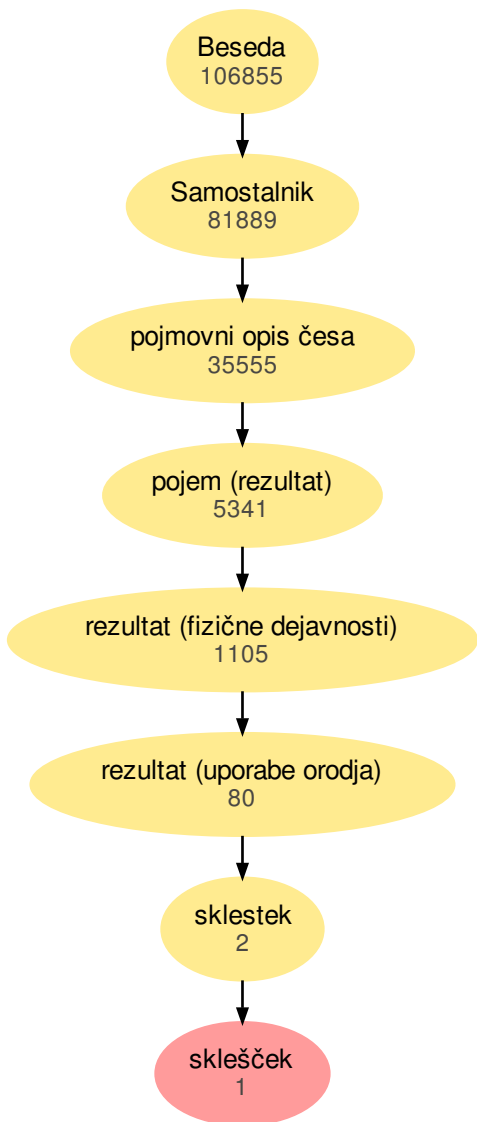 Beseda
106855
Samostalnik
81889
pojmovni opis česa
35555
pojem (rezultat)
5341
rezultat (fizične dejavnosti)
1105
rezultat (uporabe orodja)
80
sklestek
2
sklešček
1